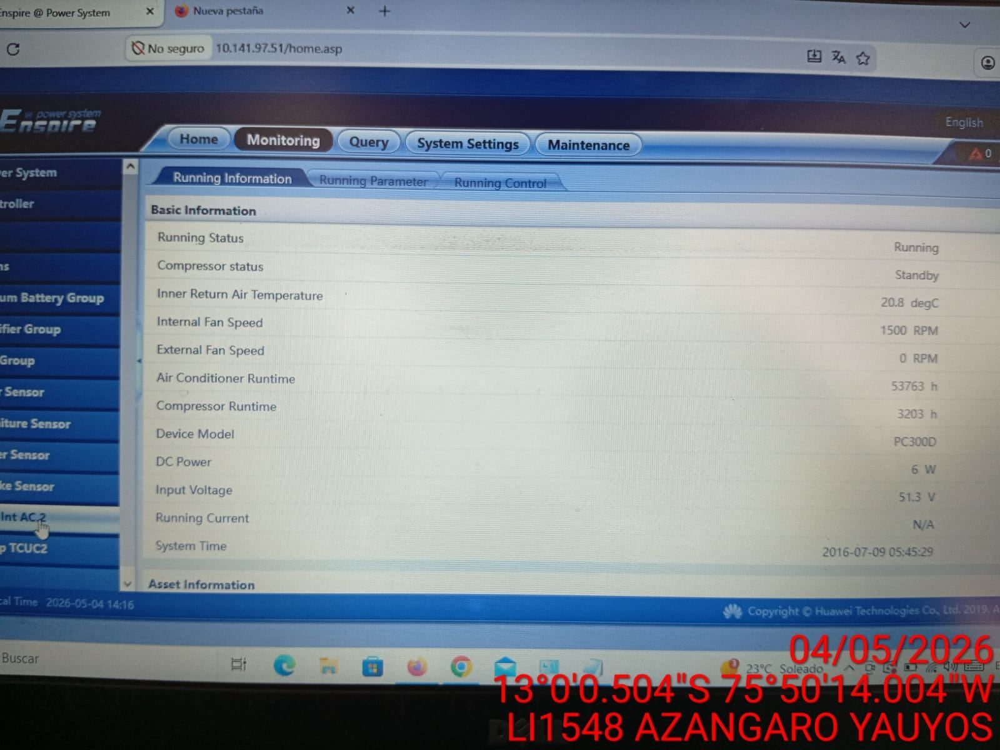 Enspire @ Power System
Nueva pestaña
No seguro 10.141.97.51/home.asp
power system
Enspire
English
Home Monitoring Query System Settings Maintenance
0
Running Information Running Parameter Running Control
er System
troller
ns
um Battery Group
ifier Group
Group
r Sensor
iture Sensor
er Sensor
ke Sensor
Int AC 2
p TCUC2
Basic Information
Running Status Running
Compressor status Standby
Inner Return Air Temperature 20.8 degC
Internal Fan Speed 1500 RPM
External Fan Speed 0 RPM
Air Conditioner Runtime 53763 h
Compressor Runtime 3203 h
Device Model PC300D
DC Power 6 W
Input Voltage 51.3 V
Running Current N/A
System Time 2016-07-09 05:45:29
Asset Information
cal Time 2026-05-04 14:16
Copyright © Huawei Technologies Co., Ltd. 2019. A
Buscar
3
23°C Soleado
04/05/2026
13°0'0.504"S 75°50'14.004"W
LI1548 AZANGARO YAUYOS